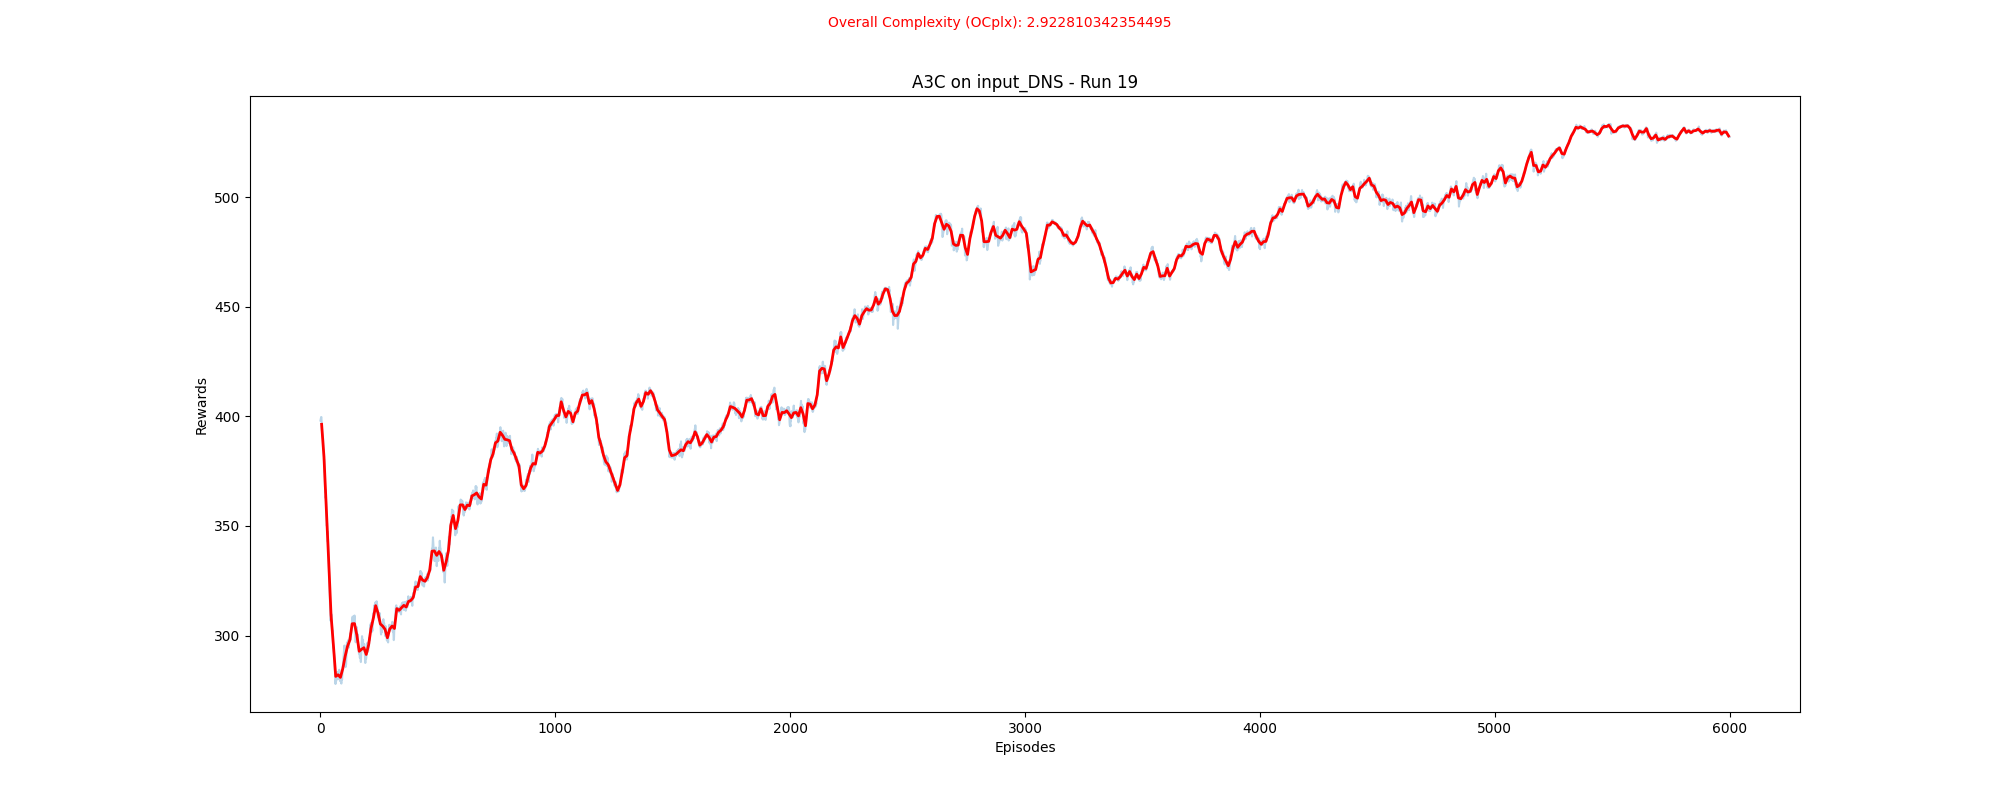 Overall Complexity (OCplx): 2.922810342354495
A3C on input_DNS - Run 19
Rewards
500
450
400
350
300
0 1000 2000 3000 4000 5000 6000
Episodes